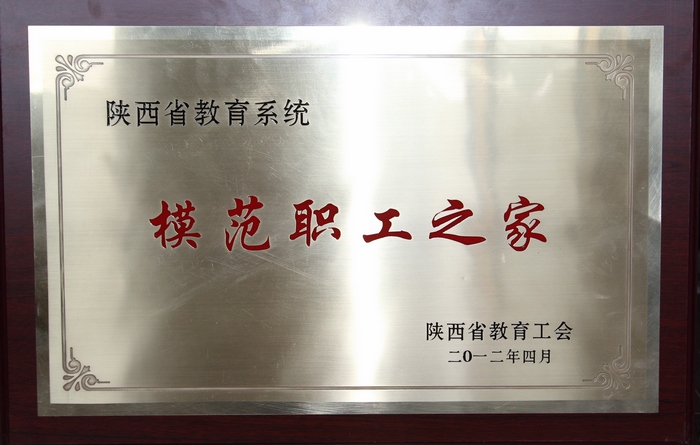 陕西省教育系统
模范职工之家
陕西省教育工会
二〇一二年四月